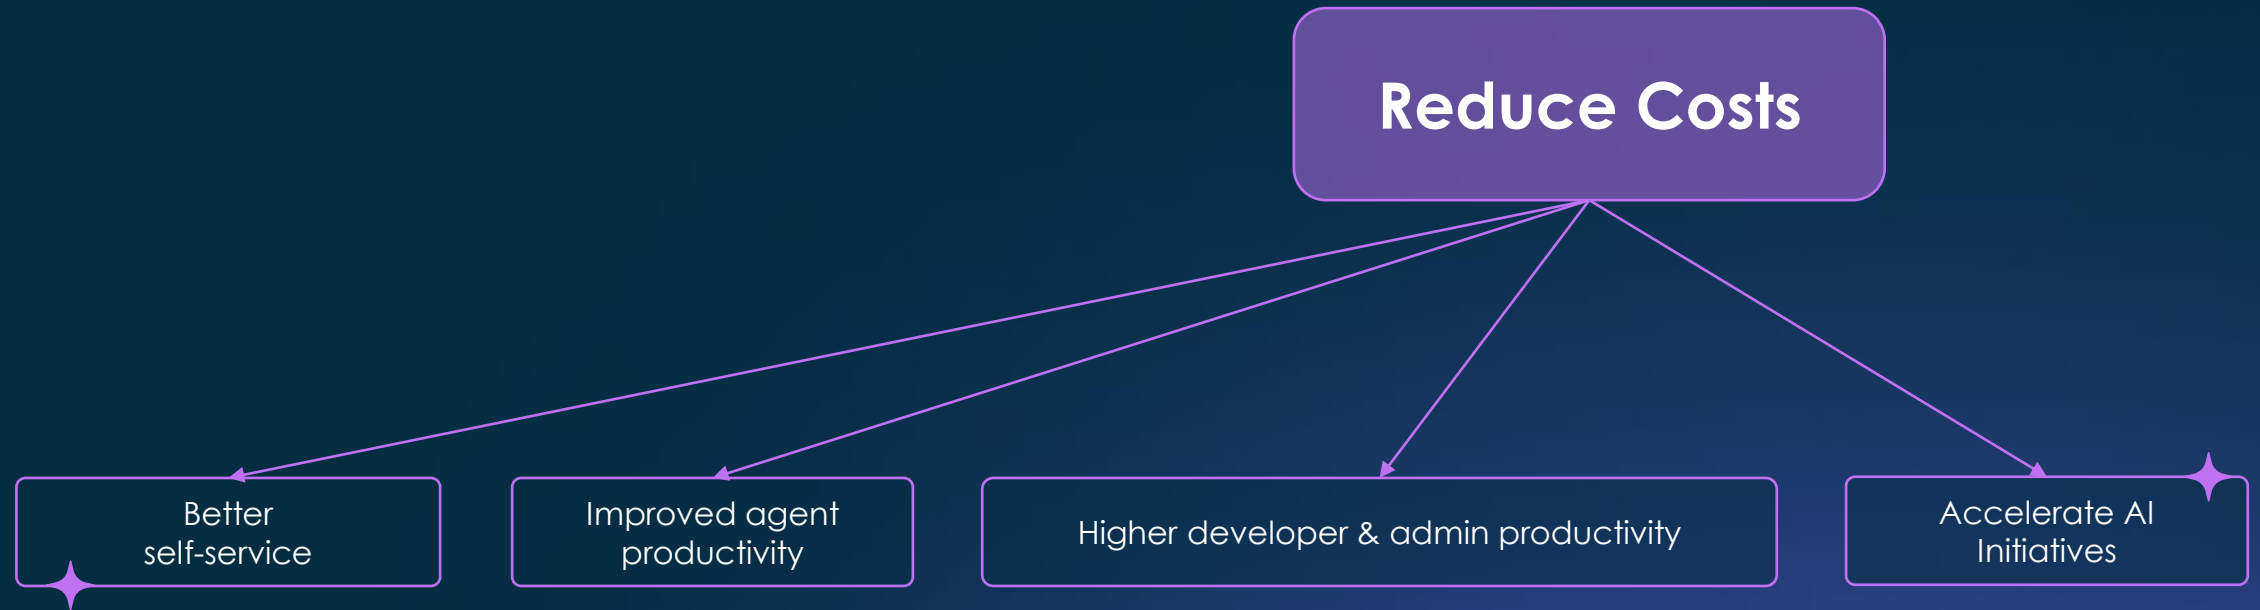 Reduce Costs
Better
self-service
Improved agent
productivity
Higher developer & admin productivity
Accelerate AI
Initiatives